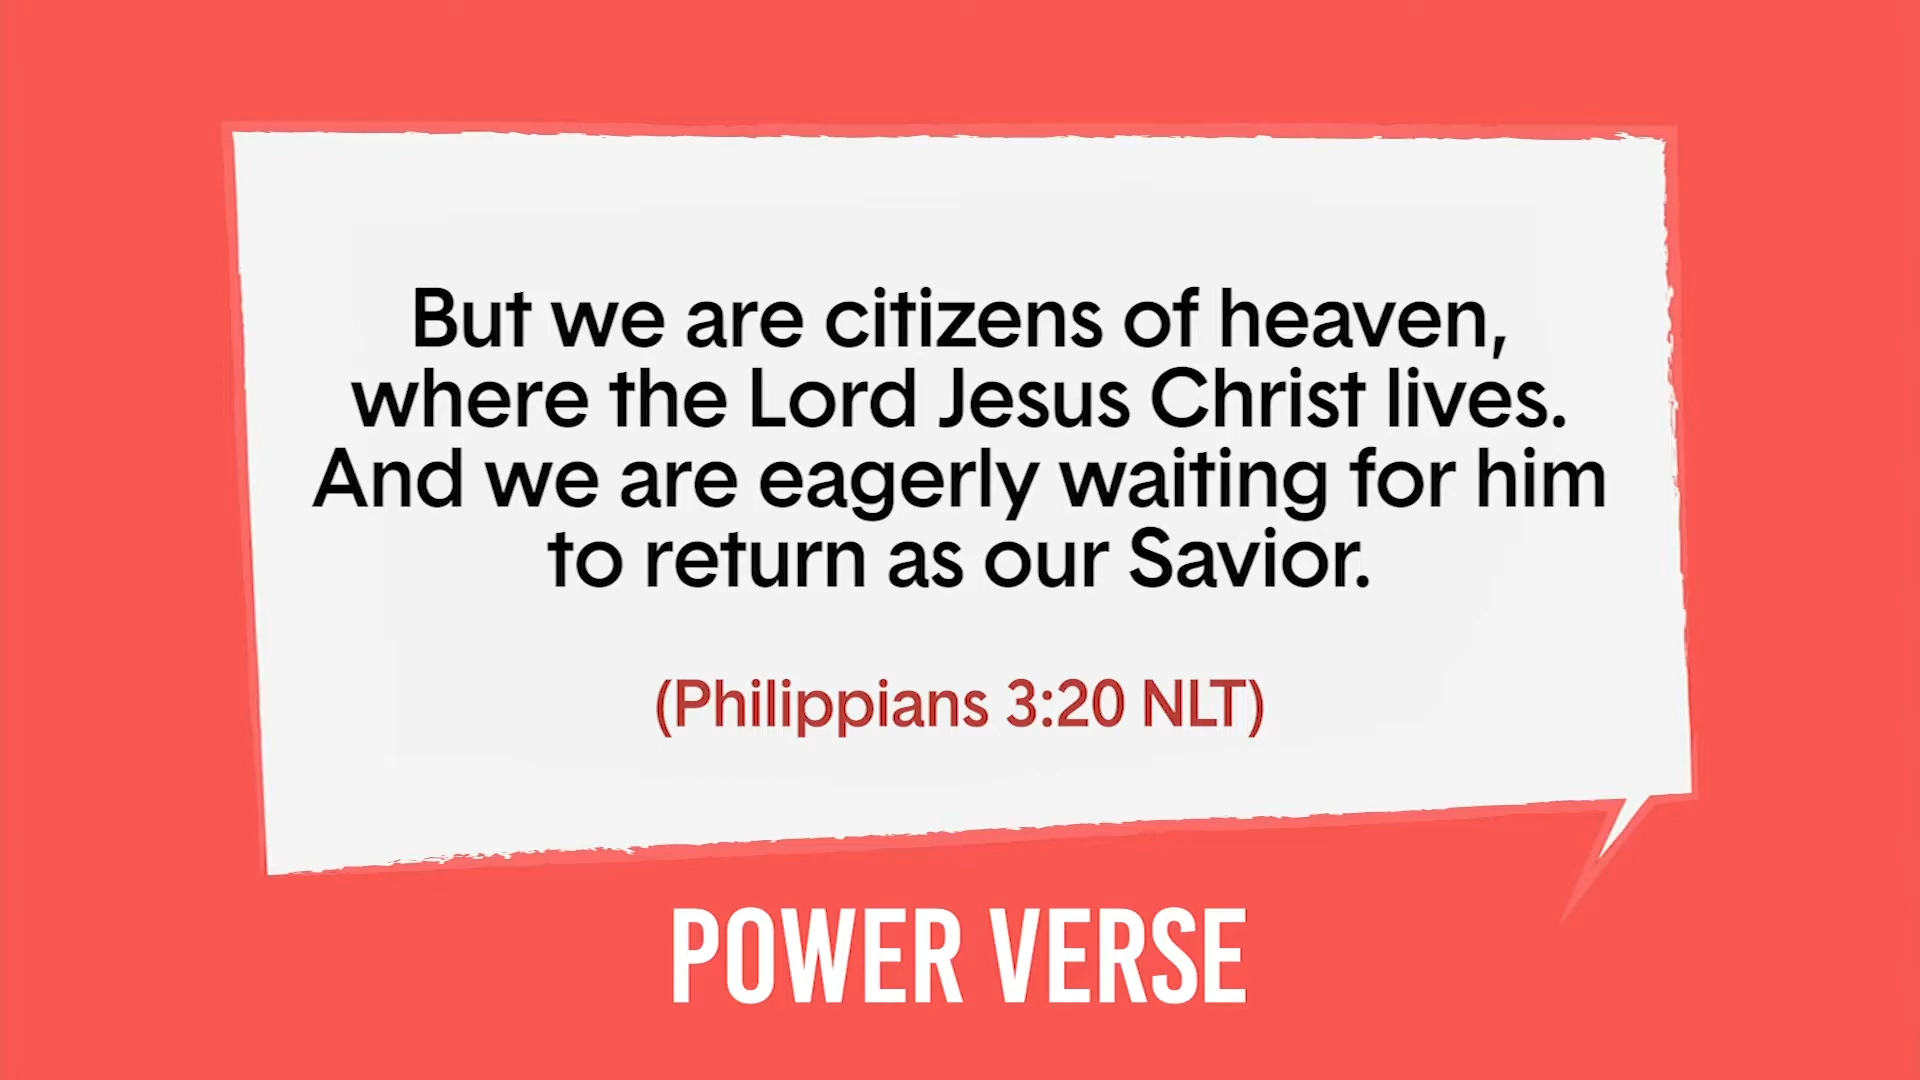 But we are citizens of heaven,
where the Lord Jesus Christ lives.
And we are eagerly waiting for him
to return as our Savior.
(Philippians 3:20 NLT)
POWER VERSE